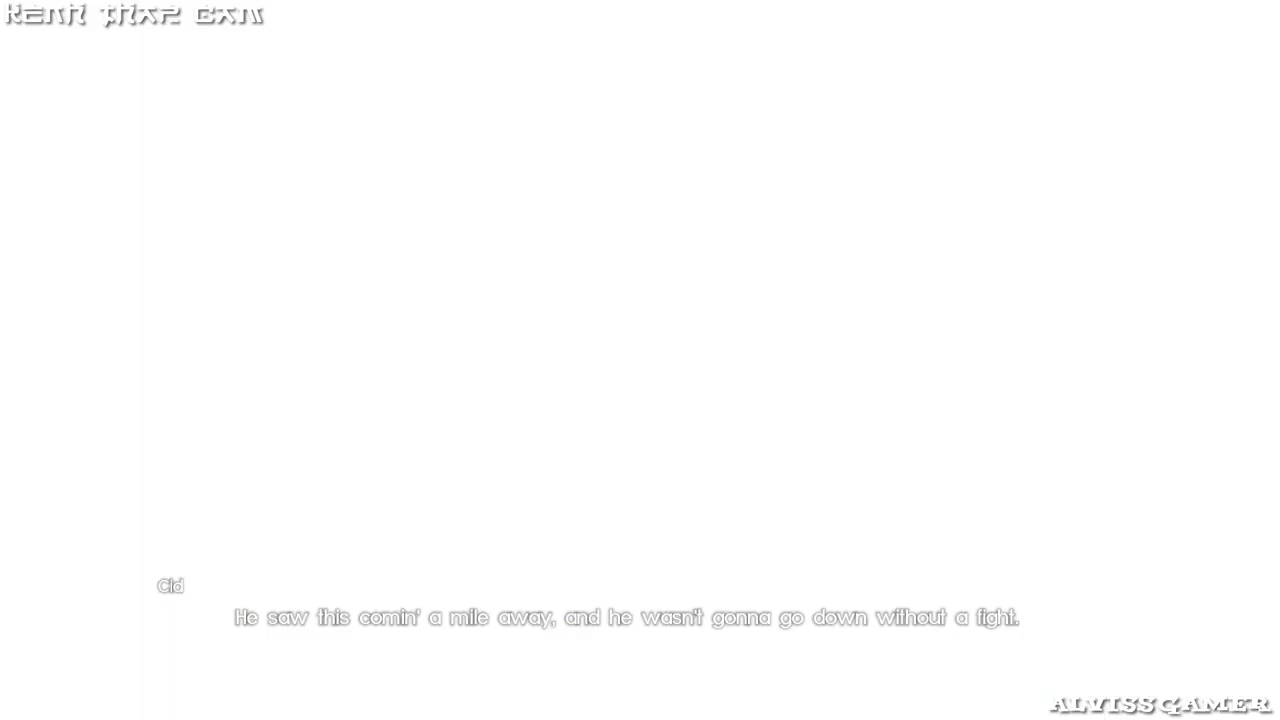 Cid
He saw this comin' a mile away, and he wasn't gonna go down without a fight.
ALVISSGAMER